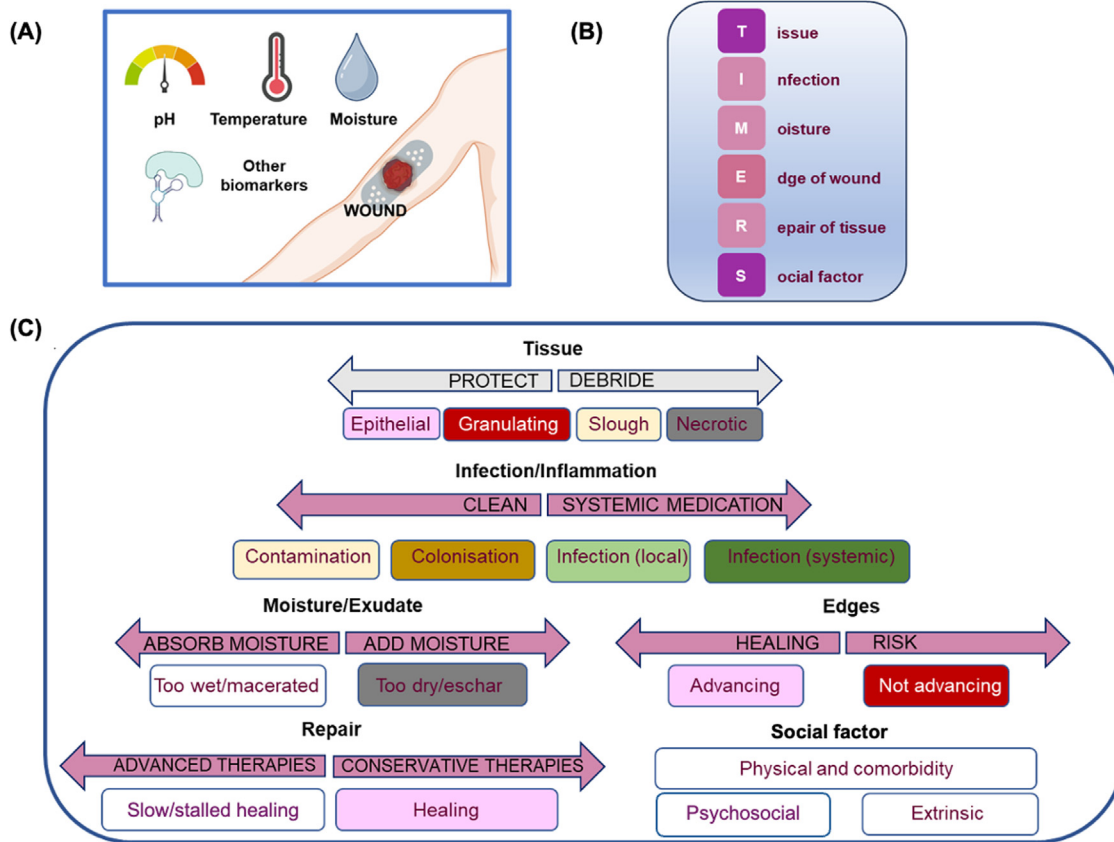 (A)
pH
Temperature
Moisture
Other
biomarkers
WOUND
(B)
T issue
I nfection
M oisture
E dge of wound
R epair of tissue
S ocial factor
(C)
Tissue
PROTECT DEBRIDE
Epithelial Granulating Slough Necrotic
Infection/Inflammation
CLEAN SYSTEMIC MEDICATION
Contamination Colonisation Infection (local) Infection (systemic)
Moisture/Exudate
ABSORB MOISTURE ADD MOISTURE
Too wet/macerated Too dry/eschar
Edges
HEALING RISK
Advancing Not advancing
Repair
ADVANCED THERAPIES CONSERVATIVE THERAPIES
Slow/stalled healing Healing
Social factor
Physical and comorbidity
Psychosocial Extrinsic